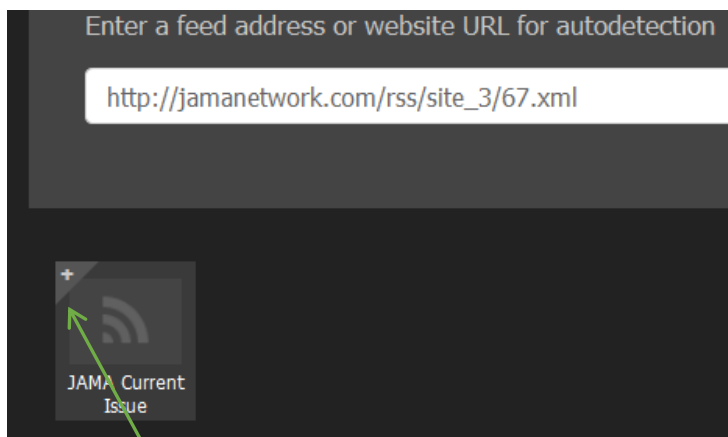 Enter a feed address or website URL for autodetection
http://jamanetwork.com/rss/site_3/67.xml
+
JAMA Current
Issue